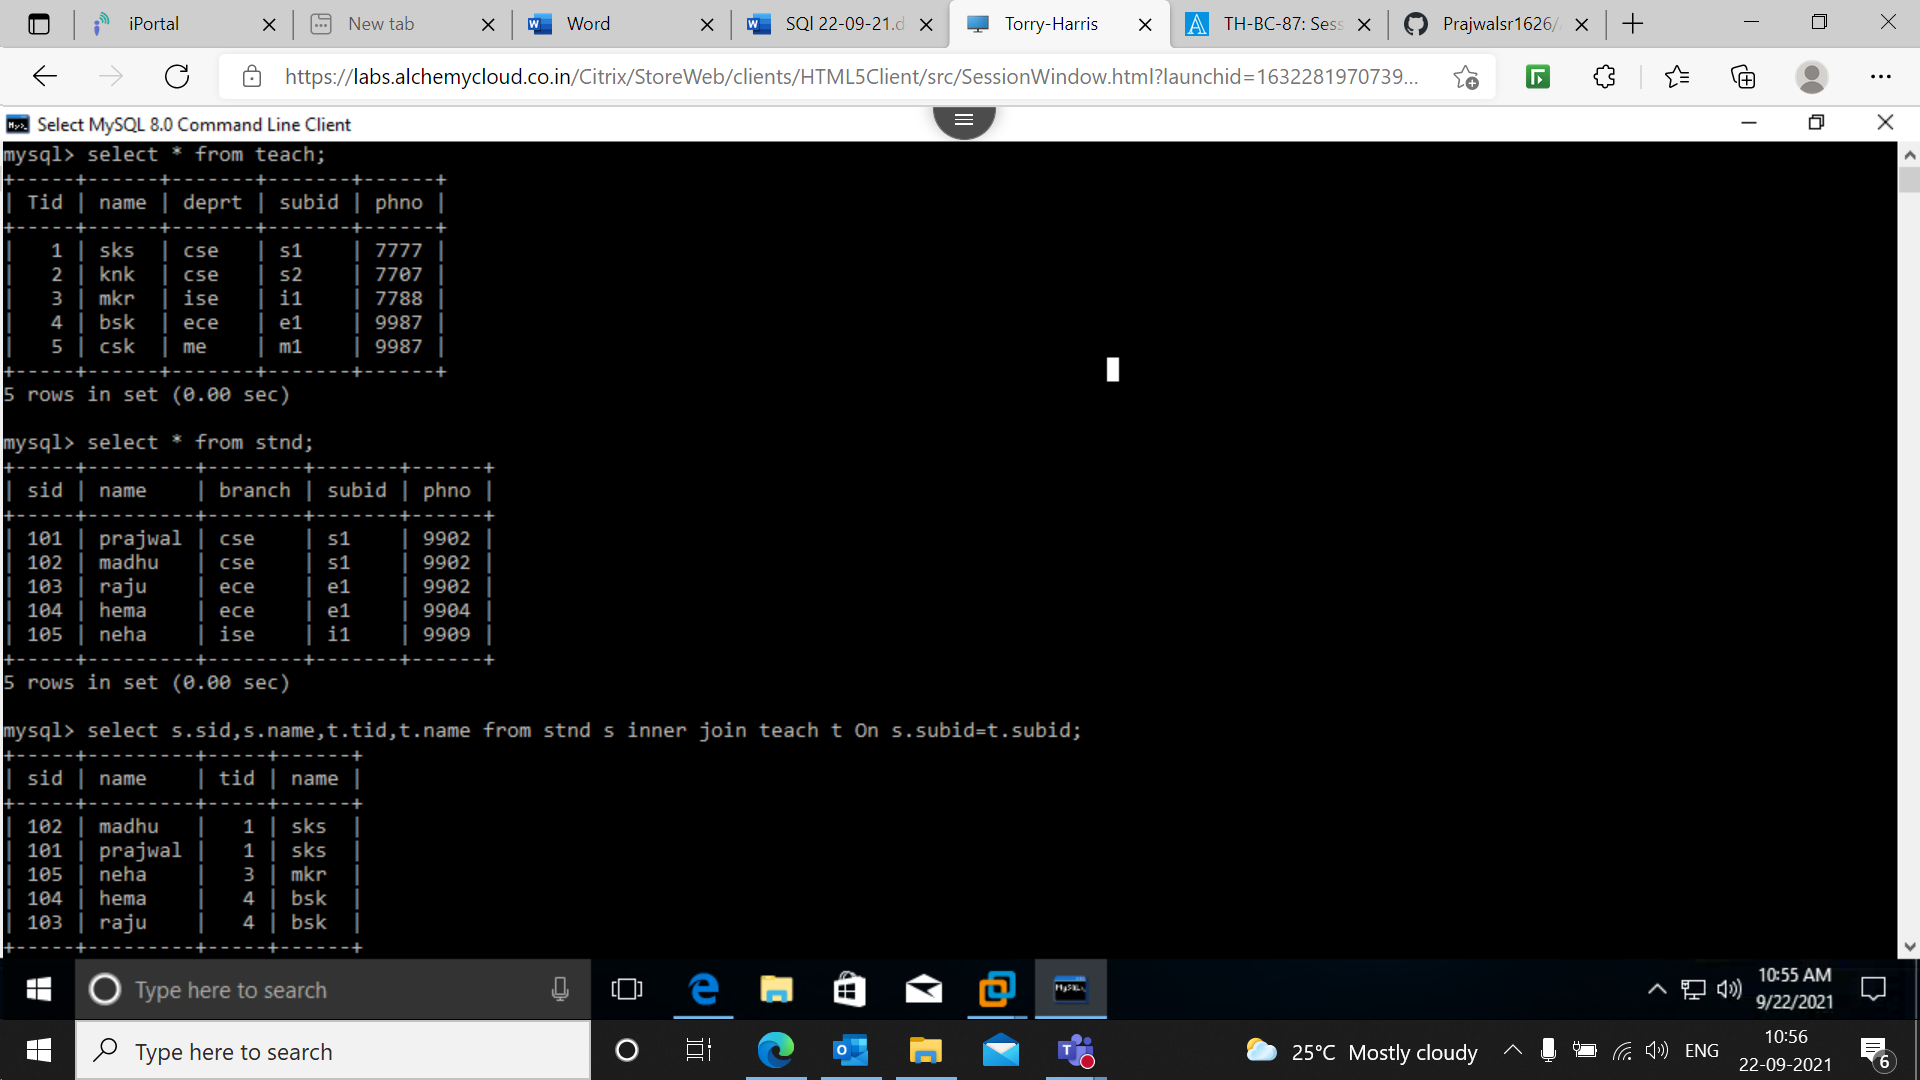 iPortal
New tab
Word
SQl 22-09-21.d
Torry-Harris
TH-BC-87: Sess
Prajwalsr1626/
https://labs.alchemycloud.co.in/Citrix/StoreWeb/clients/HTML5Client/src/SessionWindow.html?launchid=1632281970739...
Select MySQL 8.0 Command Line Client
mysql> select * from teach;
+-----+------+-------+-------+------+
| Tid | name | deprt | subid | phno |
+-----+------+-------+-------+------+
|   1 | sks  | cse   | s1    | 7777 |
|   2 | knk  | cse   | s2    | 7707 |
|   3 | mkr  | ise   | i1    | 7788 |
|   4 | bsk  | ece   | e1    | 9987 |
|   5 | csk  | me    | m1    | 9987 |
+-----+------+-------+-------+------+
5 rows in set (0.00 sec)
mysql> select * from stnd;
+-----+---------+--------+-------+------+
| sid | name    | branch | subid | phno |
+-----+---------+--------+-------+------+
| 101 | prajwal | cse    | s1    | 9902 |
| 102 | madhu   | cse    | s1    | 9902 |
| 103 | raju    | ece    | e1    | 9902 |
| 104 | hema    | ece    | e1    | 9904 |
| 105 | neha    | ise    | i1    | 9909 |
+-----+---------+--------+-------+------+
5 rows in set (0.00 sec)
mysql> select s.sid,s.name,t.tid,t.name from stnd s inner join teach t On s.subid=t.subid;
+-----+---------+-----+------+
| sid | name    | tid | name |
+-----+---------+-----+------+
| 102 | madhu   |   1 | sks  |
| 101 | prajwal |   1 | sks  |
| 105 | neha    |   3 | mkr  |
| 104 | hema    |   4 | bsk  |
| 103 | raju    |   4 | bsk  |
+-----+---------+-----+------+
Type here to search
10:55 AM
9/22/2021
Type here to search
25°C Mostly cloudy
ENG
10:56
22-09-2021
6